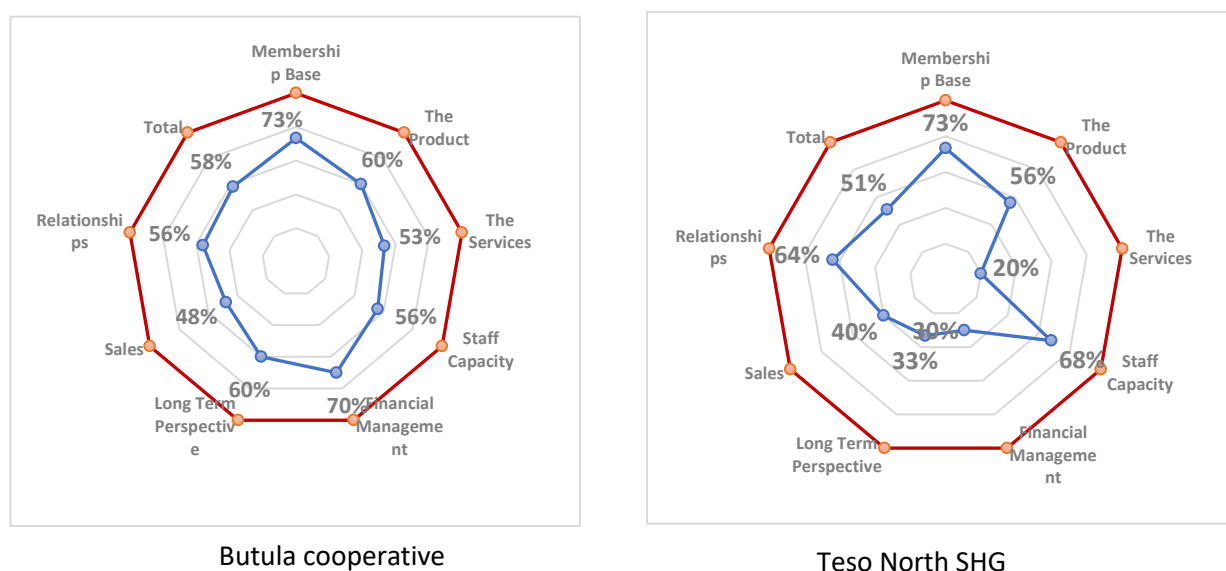 Membershi
p Base
73%
The
Product
60%
The
Services
53%
Staff
Capacity
56%
Financial
Manageme
nt
70%
Long Term
Perspectiv
e
60%
Sales
48%
Relationshi
ps
56%
Total
58%
Butula cooperative
Membershi
p Base
73%
The
Product
56%
The
Services
20%
Staff
Capacity
68%
Financial
Manageme
nt
30%
Long Term
Perspective
33%
Sales
40%
Relationshi
ps
64%
Total
51%
Teso North SHG